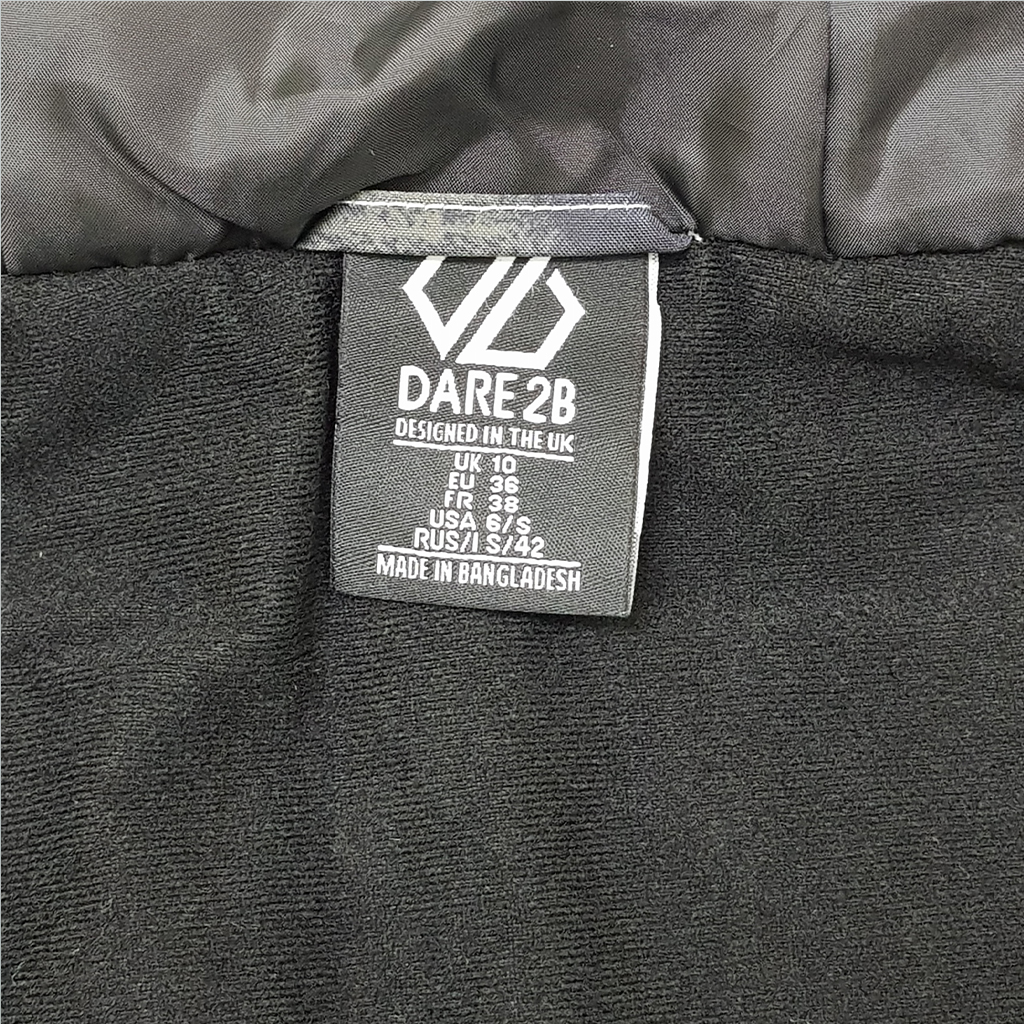 DARE 2B
DESIGNED IN THE UK
UK 10
EU 36
FR 38
USA 6/S
RUS/I S/42
MADE IN BANGLADESH